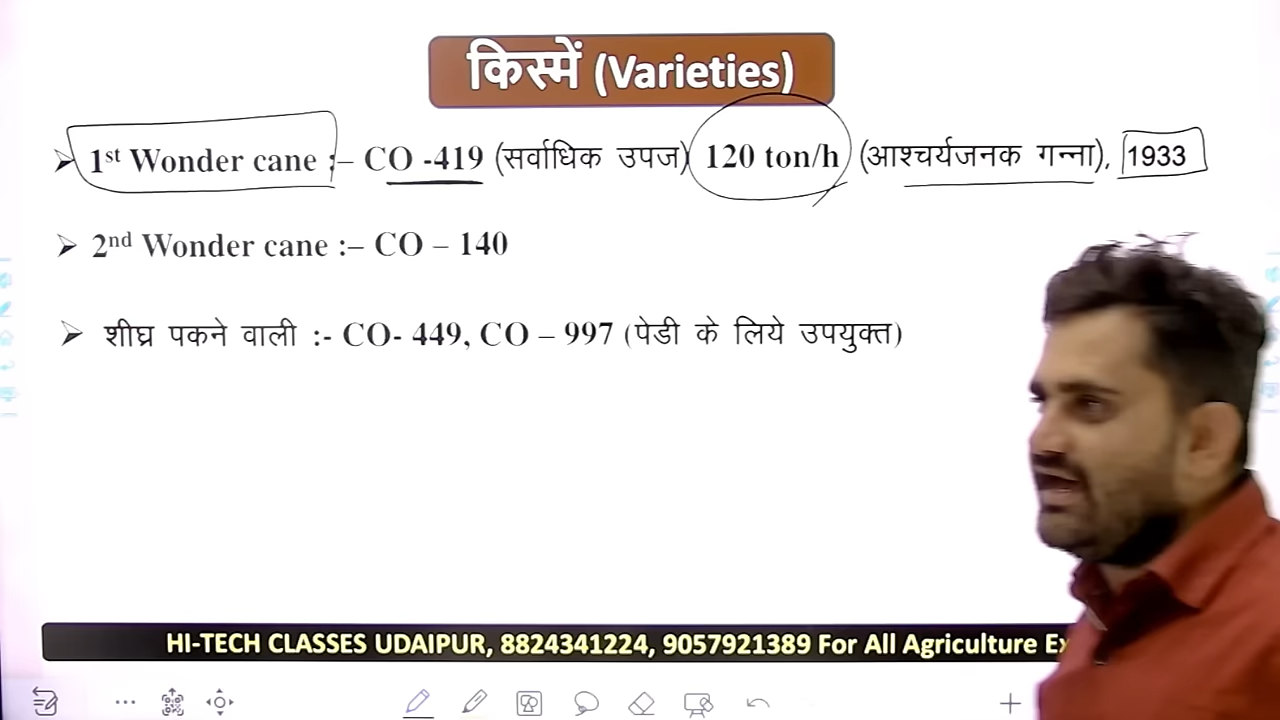 किस्में (Varieties)
➢ 1st Wonder cane :– CO -419 (सर्वाधिक उपज) 120 ton/h (आश्चर्यजनक गन्ना), 1933
➢ 2nd Wonder cane :– CO – 140
➢ शीघ्र पकने वाली :- CO- 449, CO – 997 (पेडी के लिये उपयुक्त)
HI-TECH CLASSES UDAIPUR, 8824341224, 9057921389 For All Agriculture